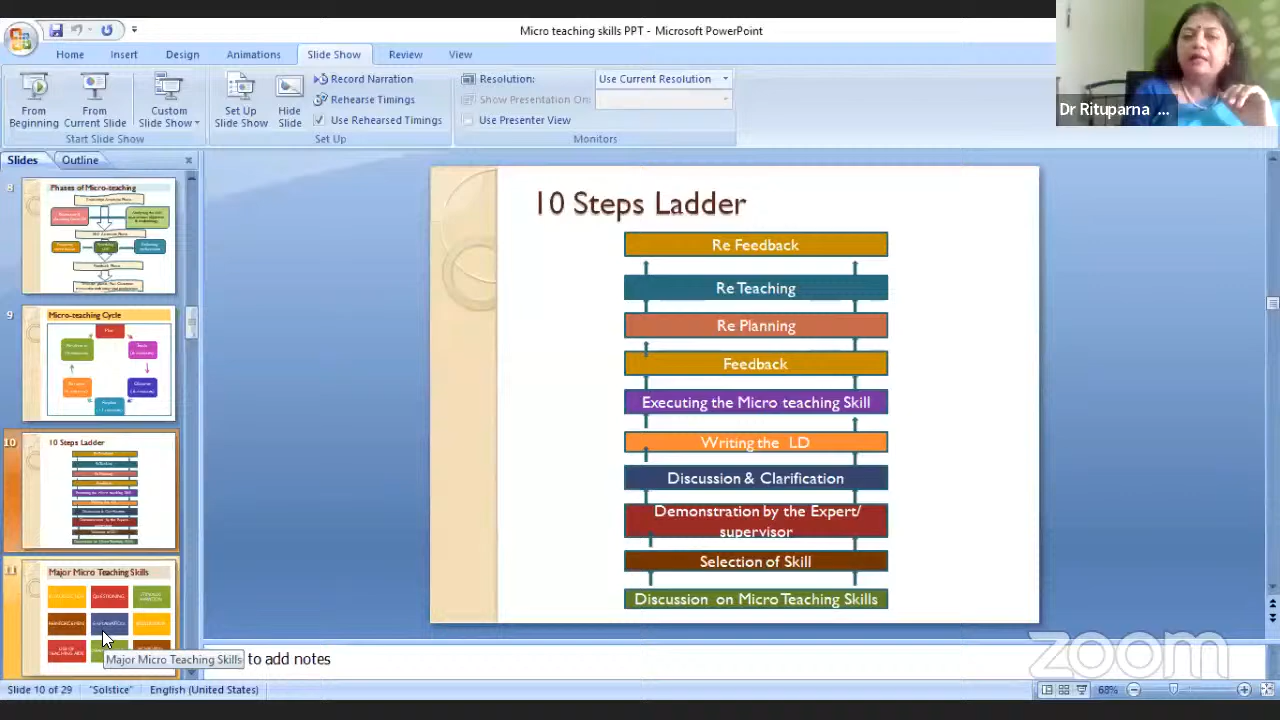 Micro teaching skills PPT - Microsoft PowerPoint
Home Insert Design Animations Slide Show Review View
From Beginning
From Current Slide
Custom Slide Show
Start Slide Show
Set Up Slide Show
Hide Slide
Record Narration
Rehearse Timings
Use Rehearsed Timings
Set Up
Resolution: Use Current Resolution
Show Presentation On:
Use Presenter View
Monitors
Dr Rituparna ...
Slides Outline
8
Phases of Micro-teaching
9
Micro-teaching Cycle
10
10 Steps Ladder
11
Major Micro Teaching Skills
QUESTIONING
Major Micro Teaching Skills
10 Steps Ladder
Re Feedback
Re Teaching
Re Planning
Feedback
Executing the Micro teaching Skill
Writing the LD
Discussion & Clarification
Demonstration by the Expert/
supervisor
Selection of Skill
Discussion on Micro Teaching Skills
to add notes
zoom
Slide 10 of 29 "Solstice" English (United States) 68%